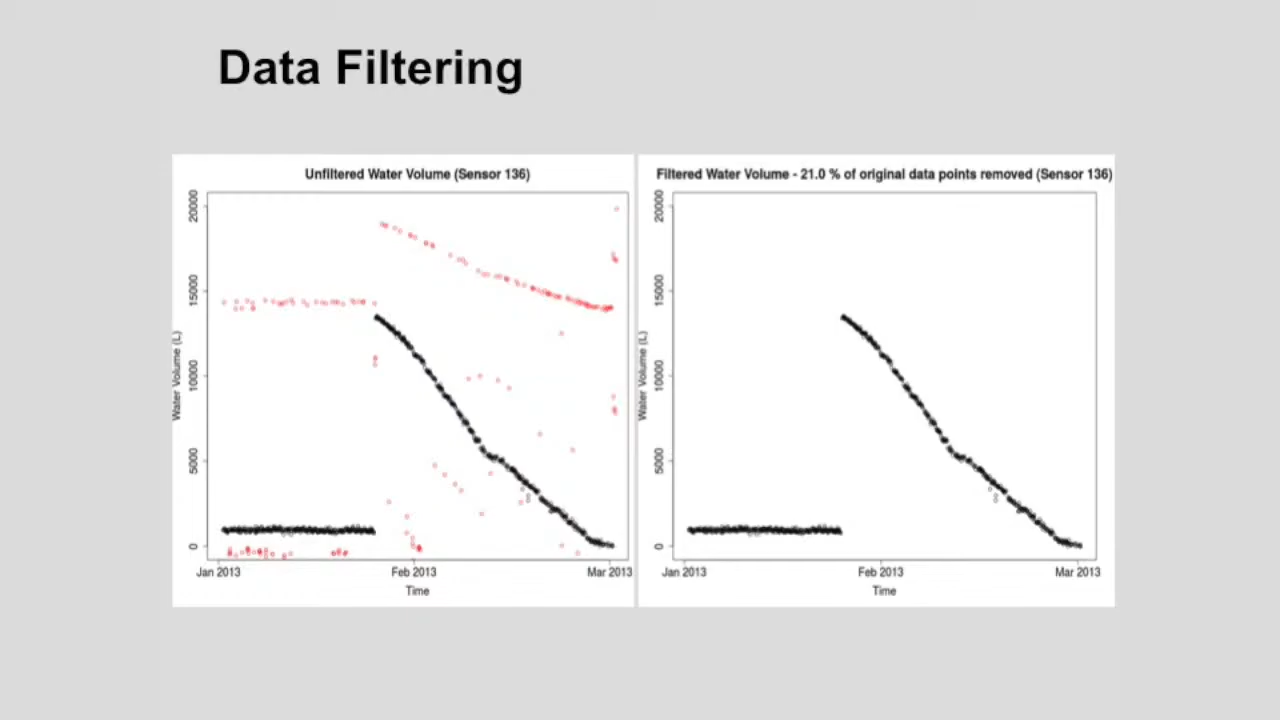 Data Filtering
Unfiltered Water Volume (Sensor 136)
Water Volume (L)
20000
15000
10000
5000
0
Jan 2013
Feb 2013
Mar 2013
Time
Filtered Water Volume - 21.0 % of original data points removed (Sensor 136)
Water Volume (L)
20000
15000
10000
5000
0
Jan 2013
Feb 2013
Mar 2013
Time